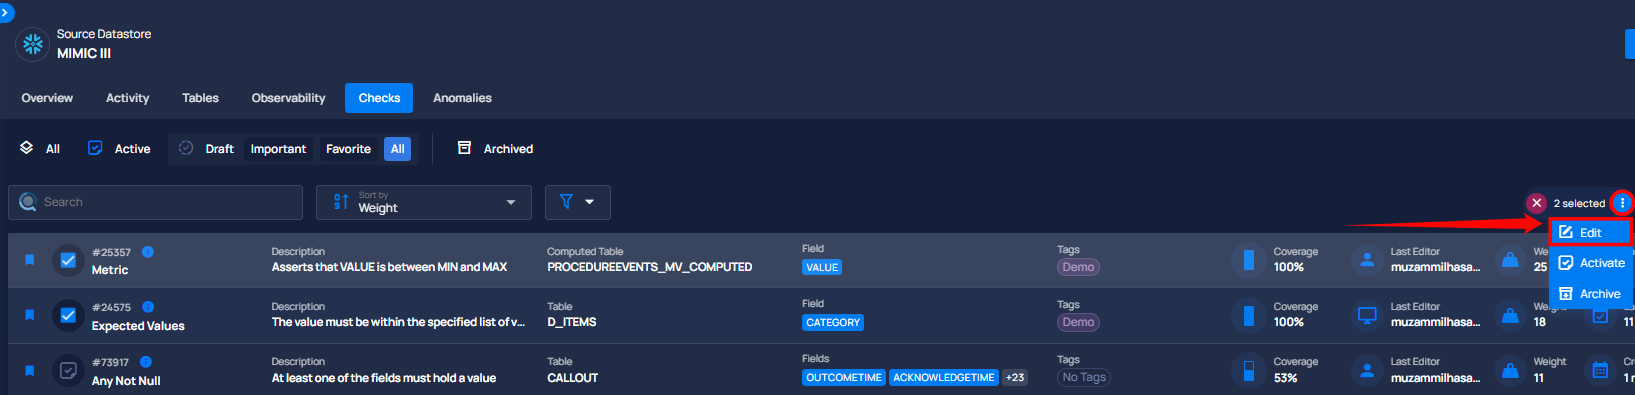 Source Datastore
MIMIC III
Overview Activity Tables Observability Checks Anomalies
All Active Draft Important Favorite All Archived
Search
Sort by
Weight
2 selected
Edit
Activate
Archive
#25357 Description Computed Table Field Tags Coverage Last Editor
Metric Asserts that VALUE is between MIN and MAX PROCEDUREEVENTS_MV_COMPUTED VALUE Demo 100% muzammilhasa... 25
#24575 Description Table Field Tags Coverage Last Editor
Expected Values The value must be within the specified list of v... D_ITEMS CATEGORY Demo 100% muzammilhasa... 18 11
#73917 Description Table Fields Tags Coverage Last Editor Weight
Any Not Null At least one of the fields must hold a value CALLOUT OUTCOMETIME ACKNOWLEDGETIME +23 No Tags 53% muzammilhasa... 11